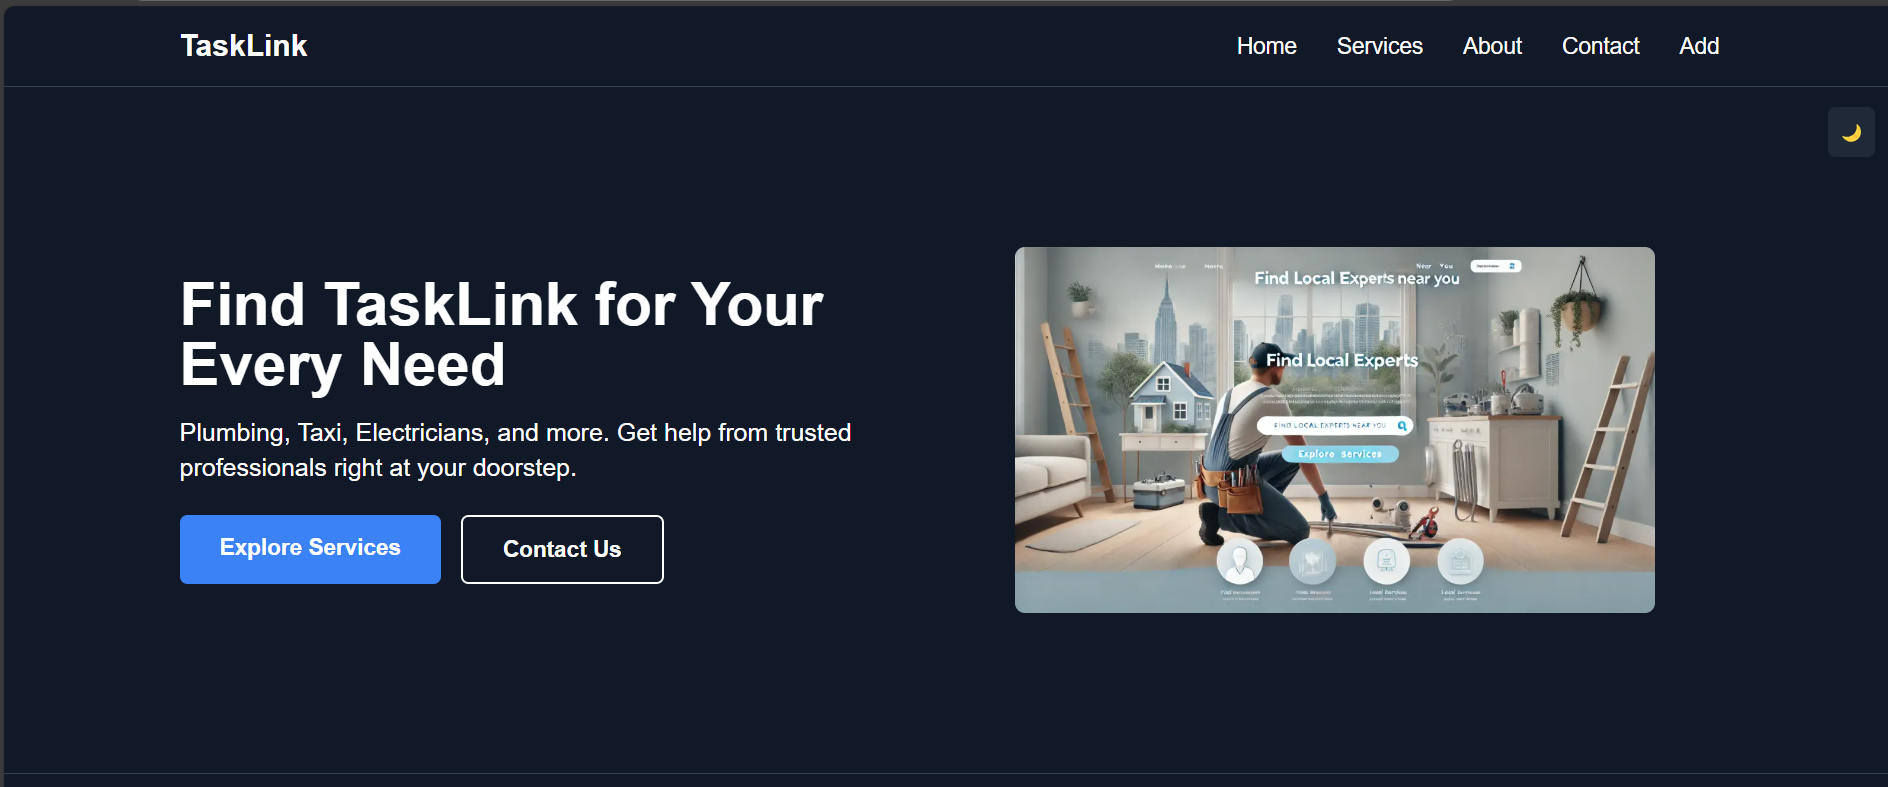 TaskLink
Home Services About Contact Add
Find TaskLink for Your
Every Need
Plumbing, Taxi, Electricians, and more. Get help from trusted
professionals right at your doorstep.
Explore Services Contact Us
Near You
Find Local Experts near you
Find Local Experts
FIND LOCAL EXPERTS NEAR YOU
Explore Services